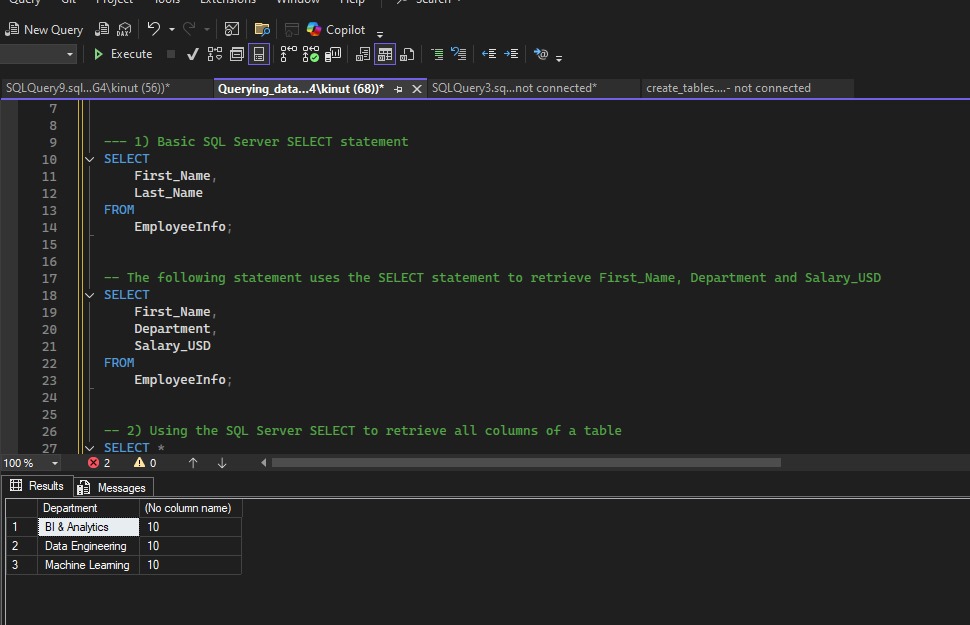 Query Git Project Tools Extensions Window Help Search
New Query DAX Copilot
Execute
SQLQuery9.sql...G4\kinut (56))* Querying_data...4\kinut (68))* SQLQuery3.sq...not connected* create_tables....- not connected
7
8
9 --- 1) Basic SQL Server SELECT statement
10 SELECT
11 First_Name,
12 Last_Name
13 FROM
14 EmployeeInfo;
15
16
17 -- The following statement uses the SELECT statement to retrieve First_Name, Department and Salary_USD
18 SELECT
19 First_Name,
20 Department,
21 Salary_USD
22 FROM
23 EmployeeInfo;
24
25
26 -- 2) Using the SQL Server SELECT to retrieve all columns of a table
27 SELECT *
100 % 2 0
Results Messages
Department (No column name)
1 BI & Analytics 10
2 Data Engineering 10
3 Machine Learning 10